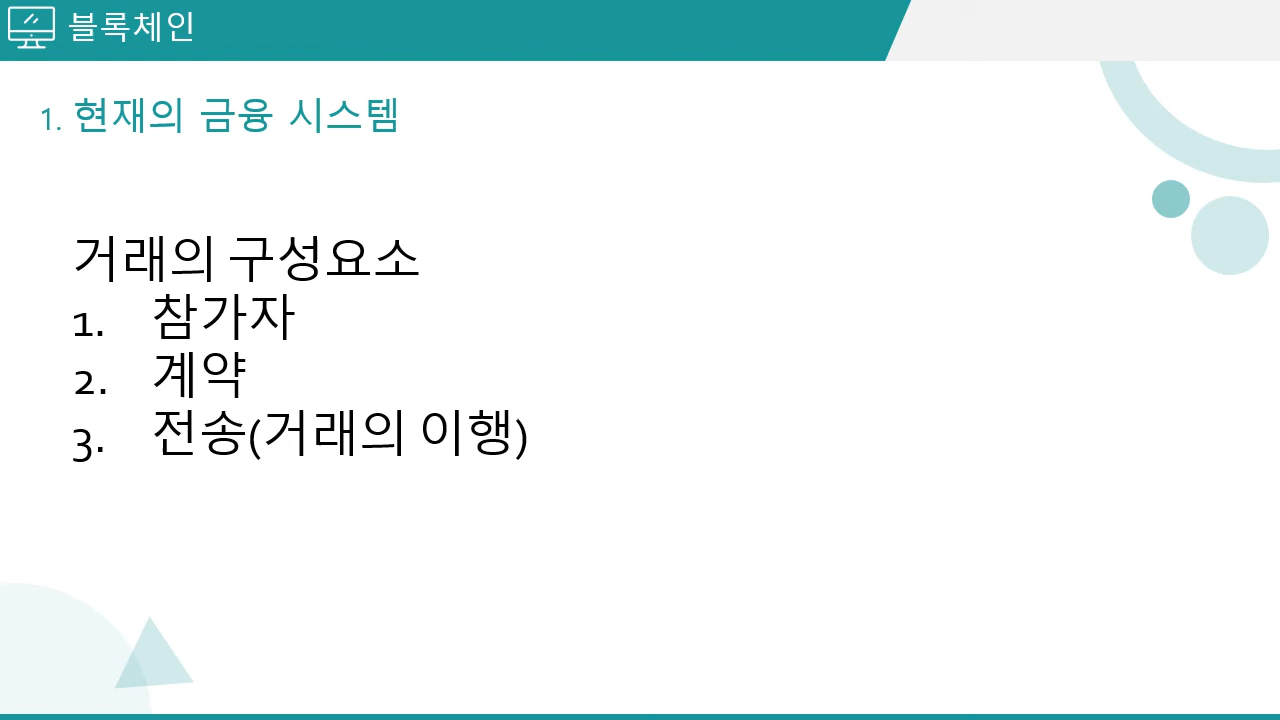 블록체인
1. 현재의 금융 시스템
거래의 구성요소
1. 참가자
2. 계약
3. 전송(거래의 이행)